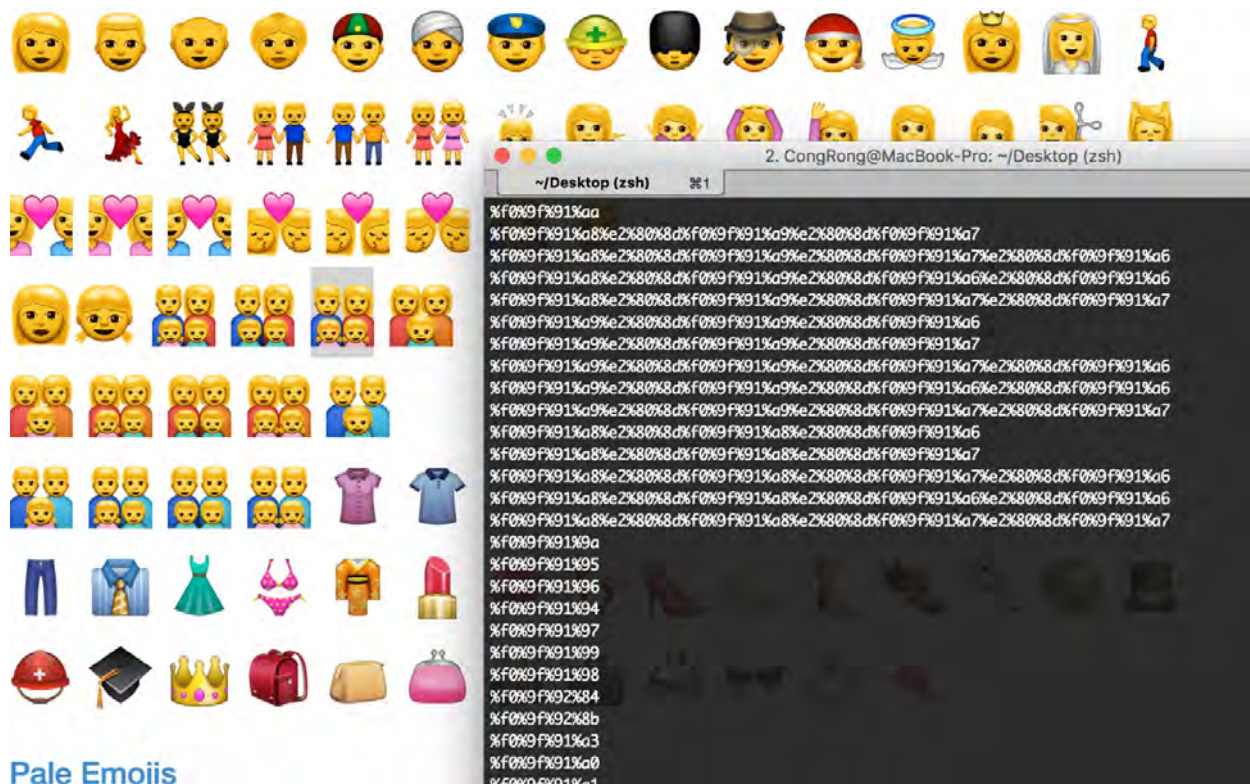 2. CongRong@MacBook-Pro: ~/Desktop (zsh)
~/Desktop (zsh) ⌘1
%f0%9f%91%aa
%f0%9f%91%a8%e2%80%8d%f0%9f%91%a9%e2%80%8d%f0%9f%91%a7
%f0%9f%91%a8%e2%80%8d%f0%9f%91%a9%e2%80%8d%f0%9f%91%a7%e2%80%8d%f0%9f%91%a6
%f0%9f%91%a8%e2%80%8d%f0%9f%91%a9%e2%80%8d%f0%9f%91%a6%e2%80%8d%f0%9f%91%a6
%f0%9f%91%a8%e2%80%8d%f0%9f%91%a9%e2%80%8d%f0%9f%91%a7%e2%80%8d%f0%9f%91%a7
%f0%9f%91%a9%e2%80%8d%f0%9f%91%a9%e2%80%8d%f0%9f%91%a6
%f0%9f%91%a9%e2%80%8d%f0%9f%91%a9%e2%80%8d%f0%9f%91%a7
%f0%9f%91%a9%e2%80%8d%f0%9f%91%a9%e2%80%8d%f0%9f%91%a7%e2%80%8d%f0%9f%91%a6
%f0%9f%91%a9%e2%80%8d%f0%9f%91%a9%e2%80%8d%f0%9f%91%a6%e2%80%8d%f0%9f%91%a6
%f0%9f%91%a9%e2%80%8d%f0%9f%91%a9%e2%80%8d%f0%9f%91%a7%e2%80%8d%f0%9f%91%a7
%f0%9f%91%a8%e2%80%8d%f0%9f%91%a8%e2%80%8d%f0%9f%91%a6
%f0%9f%91%a8%e2%80%8d%f0%9f%91%a8%e2%80%8d%f0%9f%91%a7
%f0%9f%91%a8%e2%80%8d%f0%9f%91%a8%e2%80%8d%f0%9f%91%a7%e2%80%8d%f0%9f%91%a6
%f0%9f%91%a8%e2%80%8d%f0%9f%91%a8%e2%80%8d%f0%9f%91%a6%e2%80%8d%f0%9f%91%a6
%f0%9f%91%a8%e2%80%8d%f0%9f%91%a8%e2%80%8d%f0%9f%91%a7%e2%80%8d%f0%9f%91%a7
%f0%9f%91%9a
%f0%9f%91%95
%f0%9f%91%96
%f0%9f%91%94
%f0%9f%91%97
%f0%9f%91%99
%f0%9f%91%98
%f0%9f%92%84
%f0%9f%92%8b
%f0%9f%91%a3
%f0%9f%91%a0
%f0%9f%91%a1
Pale Emojis